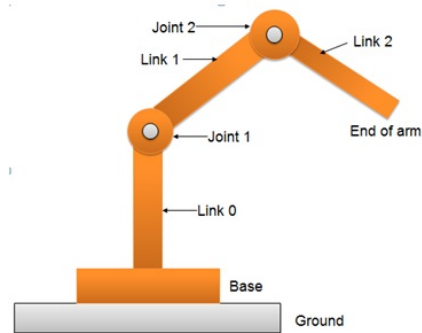 Joint 2
Link 1
Link 2
End of arm
Joint 1
Link 0
Base
Ground